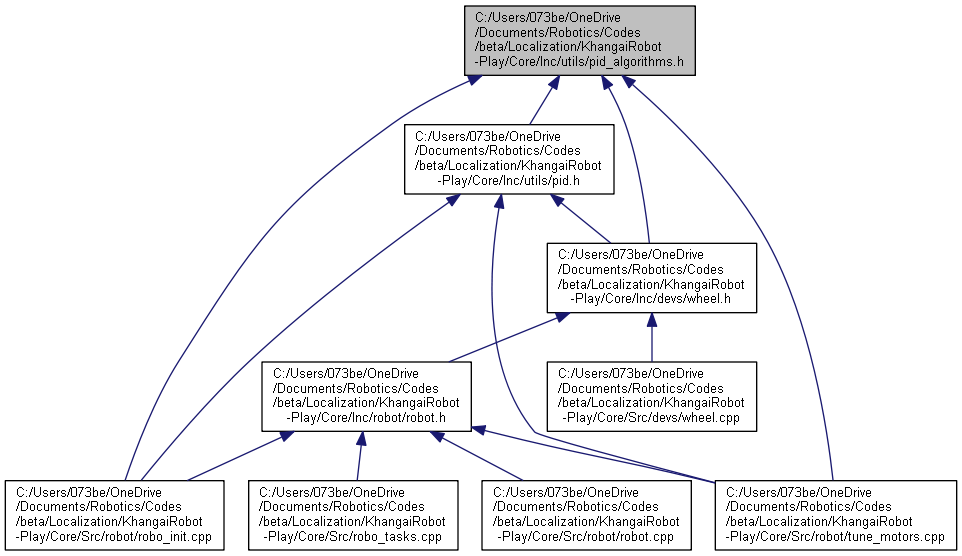 C:/Users/073be/OneDrive
/Documents/Robotics/Codes
/beta/Localization/KhangaiRobot
-Play/Core/Inc/utils/pid_algorithms.h
C:/Users/073be/OneDrive
/Documents/Robotics/Codes
/beta/Localization/KhangaiRobot
-Play/Core/Inc/utils/pid.h
C:/Users/073be/OneDrive
/Documents/Robotics/Codes
/beta/Localization/KhangaiRobot
-Play/Core/Inc/devs/wheel.h
C:/Users/073be/OneDrive
/Documents/Robotics/Codes
/beta/Localization/KhangaiRobot
-Play/Core/Inc/robot/robot.h
C:/Users/073be/OneDrive
/Documents/Robotics/Codes
/beta/Localization/KhangaiRobot
-Play/Core/Src/devs/wheel.cpp
C:/Users/073be/OneDrive
/Documents/Robotics/Codes
/beta/Localization/KhangaiRobot
-Play/Core/Src/robot/robo_init.cpp
C:/Users/073be/OneDrive
/Documents/Robotics/Codes
/beta/Localization/KhangaiRobot
-Play/Core/Src/robo_tasks.cpp
C:/Users/073be/OneDrive
/Documents/Robotics/Codes
/beta/Localization/KhangaiRobot
-Play/Core/Src/robot/robot.cpp
C:/Users/073be/OneDrive
/Documents/Robotics/Codes
/beta/Localization/KhangaiRobot
-Play/Core/Src/robot/tune_motors.cpp